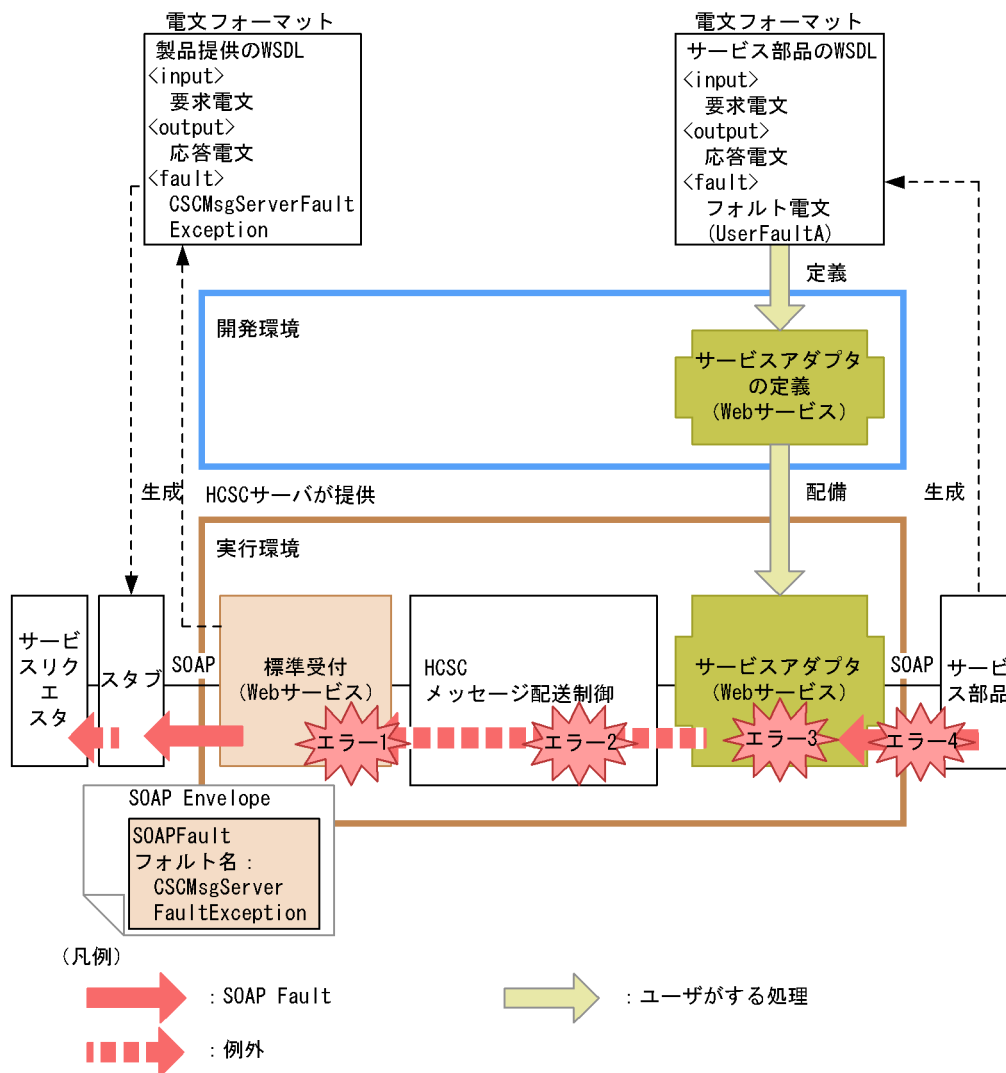 電文フォーマット
製品提供のWSDL
<input>
要求電文
<output>
応答電文
<fault>
CSCMsgServerFault
Exception
電文フォーマット
サービス部品のWSDL
<input>
要求電文
<output>
応答電文
<fault>
フォルト電文
(UserFaultA)
定義
開発環境
サービスアダプタ
の定義
(Webサービス)
生成
HCSCサーバが提供
配備
生成
実行環境
サービ
スリク
エ
スタ
スタブ
SOAP
標準受付
(Webサービス)
HCSC
メッセージ配送制御
サービスアダプタ
(Webサービス)
SOAP
サービ
ス部品
エラー1
エラー2
エラー3
エラー4
SOAP Envelope
SOAPFault
フォルト名：
CSCMsgServer
FaultException
(凡例)
：SOAP Fault
：ユーザがする処理
：例外